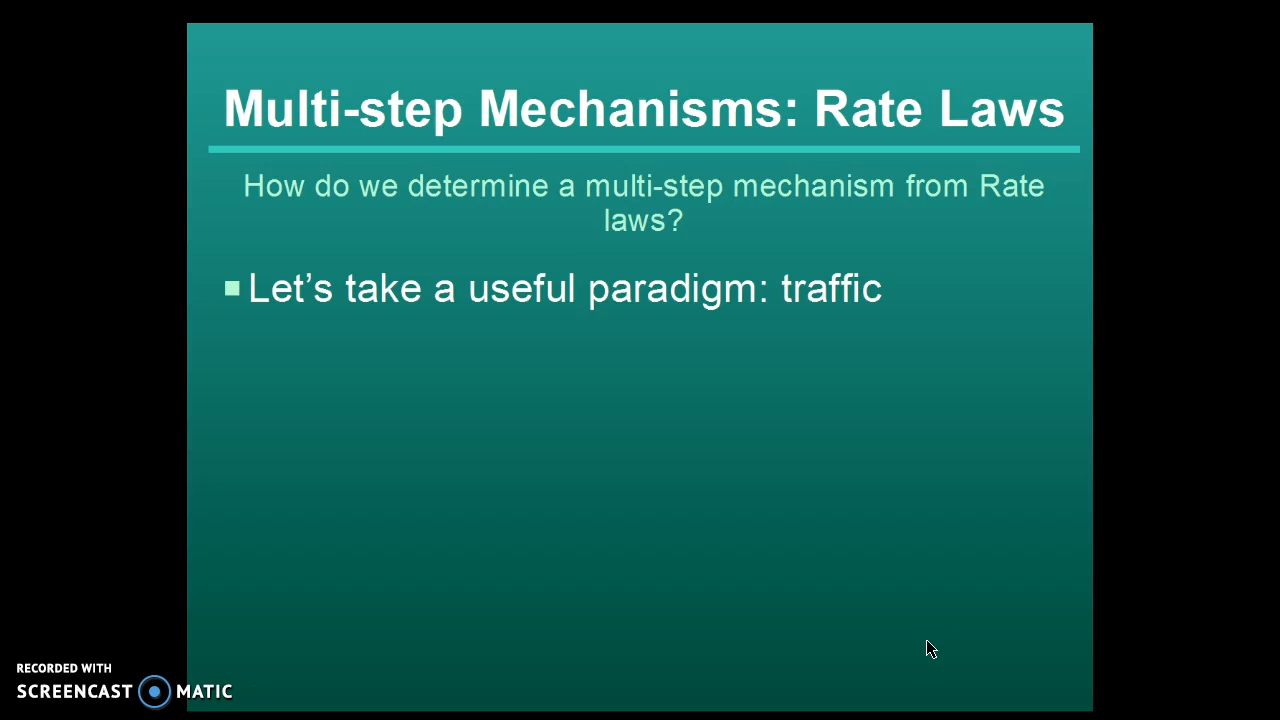 Multi-step Mechanisms: Rate Laws
How do we determine a multi-step mechanism from Rate
laws?
Let’s take a useful paradigm: traffic
RECORDED WITH
SCREENCAST MATIC